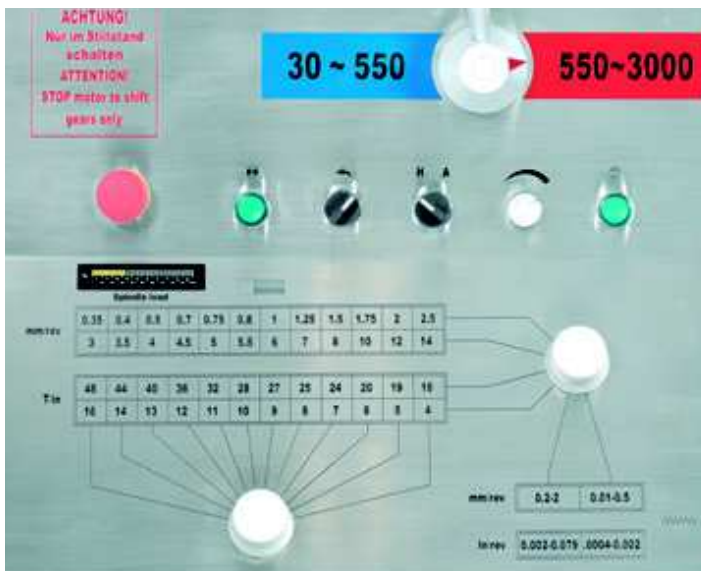 ACHTUNG!
Nur im Stillstand
schalten
ATTENTION!
STOP motor to shift
gears only
30 ~ 550
550~3000
H A
Spindle load
mm rev
0.35 0.4 0.5 0.7 0.75 0.8 1 1.25 1.5 1.75 2 2.5
3 3.5 4 4.5 5 5.5 6 7 8 10 12 14
T in
48 44 40 36 32 28 27 25 24 20 19 18
16 14 13 12 11 10 9 8 7 6 5 4
mm rev 0.2-2 0.01-0.5
In rev 0.002-0.079 .0004-0.002